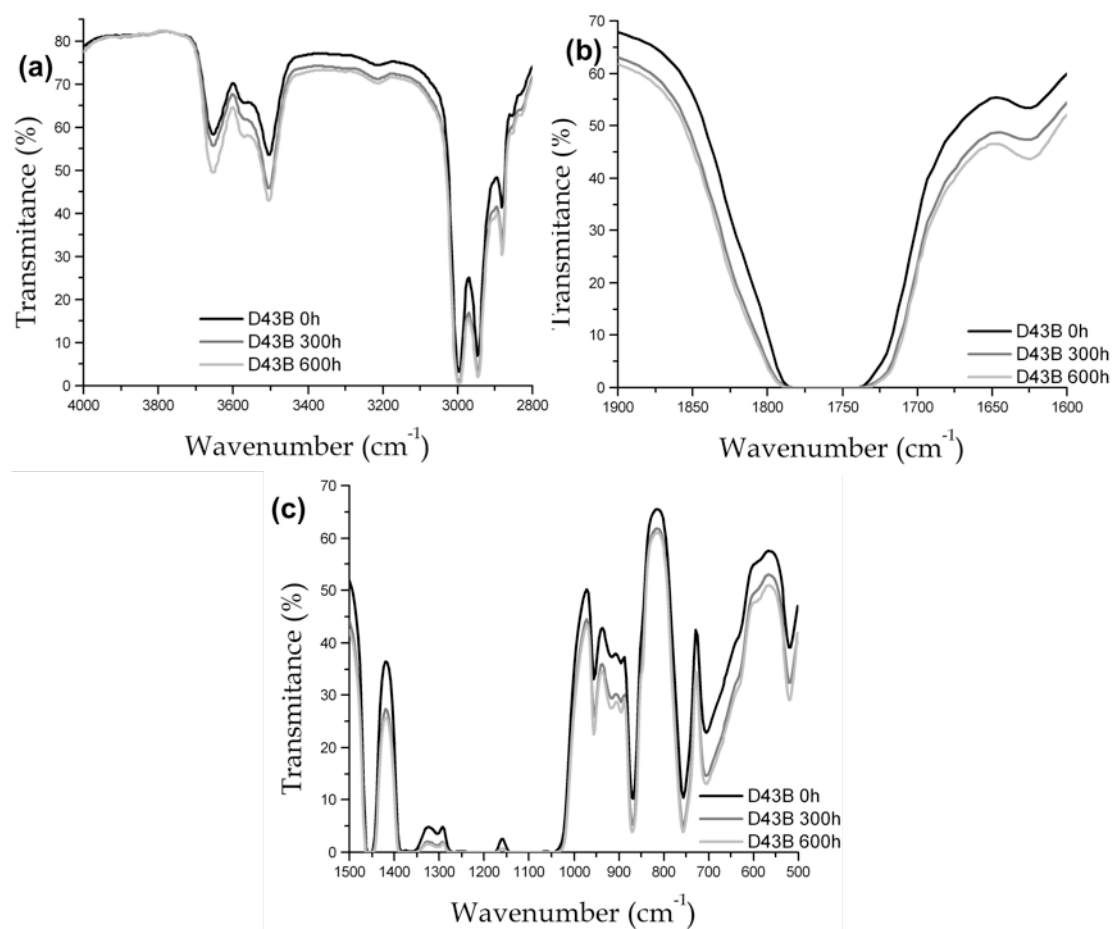 (a)
Transmitance (%)
80
70
60
50
40
30
20
10
0
D43B 0h
D43B 300h
D43B 600h
4000 3800 3600 3400 3200 3000 2800
Wavenumber (cm⁻¹)
(b)
Transmitance (%)
70
60
50
40
30
20
10
0
D43B 0h
D43B 300h
D43B 600h
1900 1850 1800 1750 1700 1650 1600
Wavenumber (cm⁻¹)
(c)
Transmitance (%)
70
60
50
40
30
20
10
0
D43B 0h
D43B 300h
D43B 600h
1500 1400 1300 1200 1100 1000 900 800 700 600 500
Wavenumber (cm⁻¹)